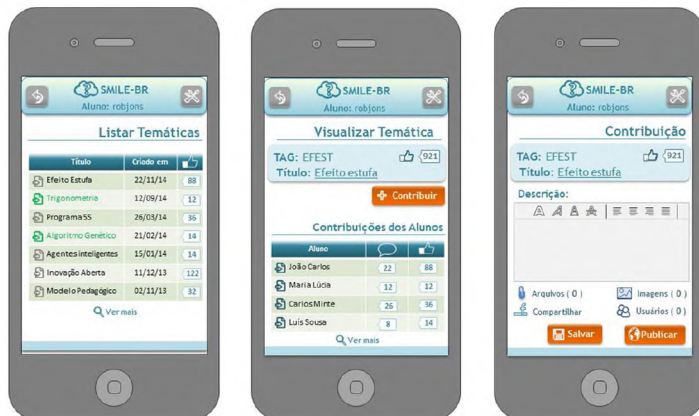 SMILE-BR
Aluno: robjons
Listar Temáticas
Título Criado em
Efeito Estufa 22/11/14 88
Trigonometria 12/09/14 12
Programa 5S 26/03/14 36
Algoritmo Genético 21/02/14 14
Agentes inteligentes 15/01/14 14
Inovação Aberta 11/12/13 122
Modelo Pedagógico 02/11/13 32
Ver mais
SMILE-BR
Aluno: robjons
Visualizar Temática
TAG: EFEST 921
Título: Efeito estufa
Contribuir
Contribuições dos Alunos
Aluno
João Carlos 22 88
Maria Lúcia 12 12
Carlos Minte 26 36
Luís Sousa 8 14
Ver mais
SMILE-BR
Aluno: robjons
Contribuição
TAG: EFEST 921
Título: Efeito estufa
Descrição:
A A A A
Arquivos ( 0 ) Imagens ( 0 )
Compartilhar Usuários ( 0 )
Salvar Publicar